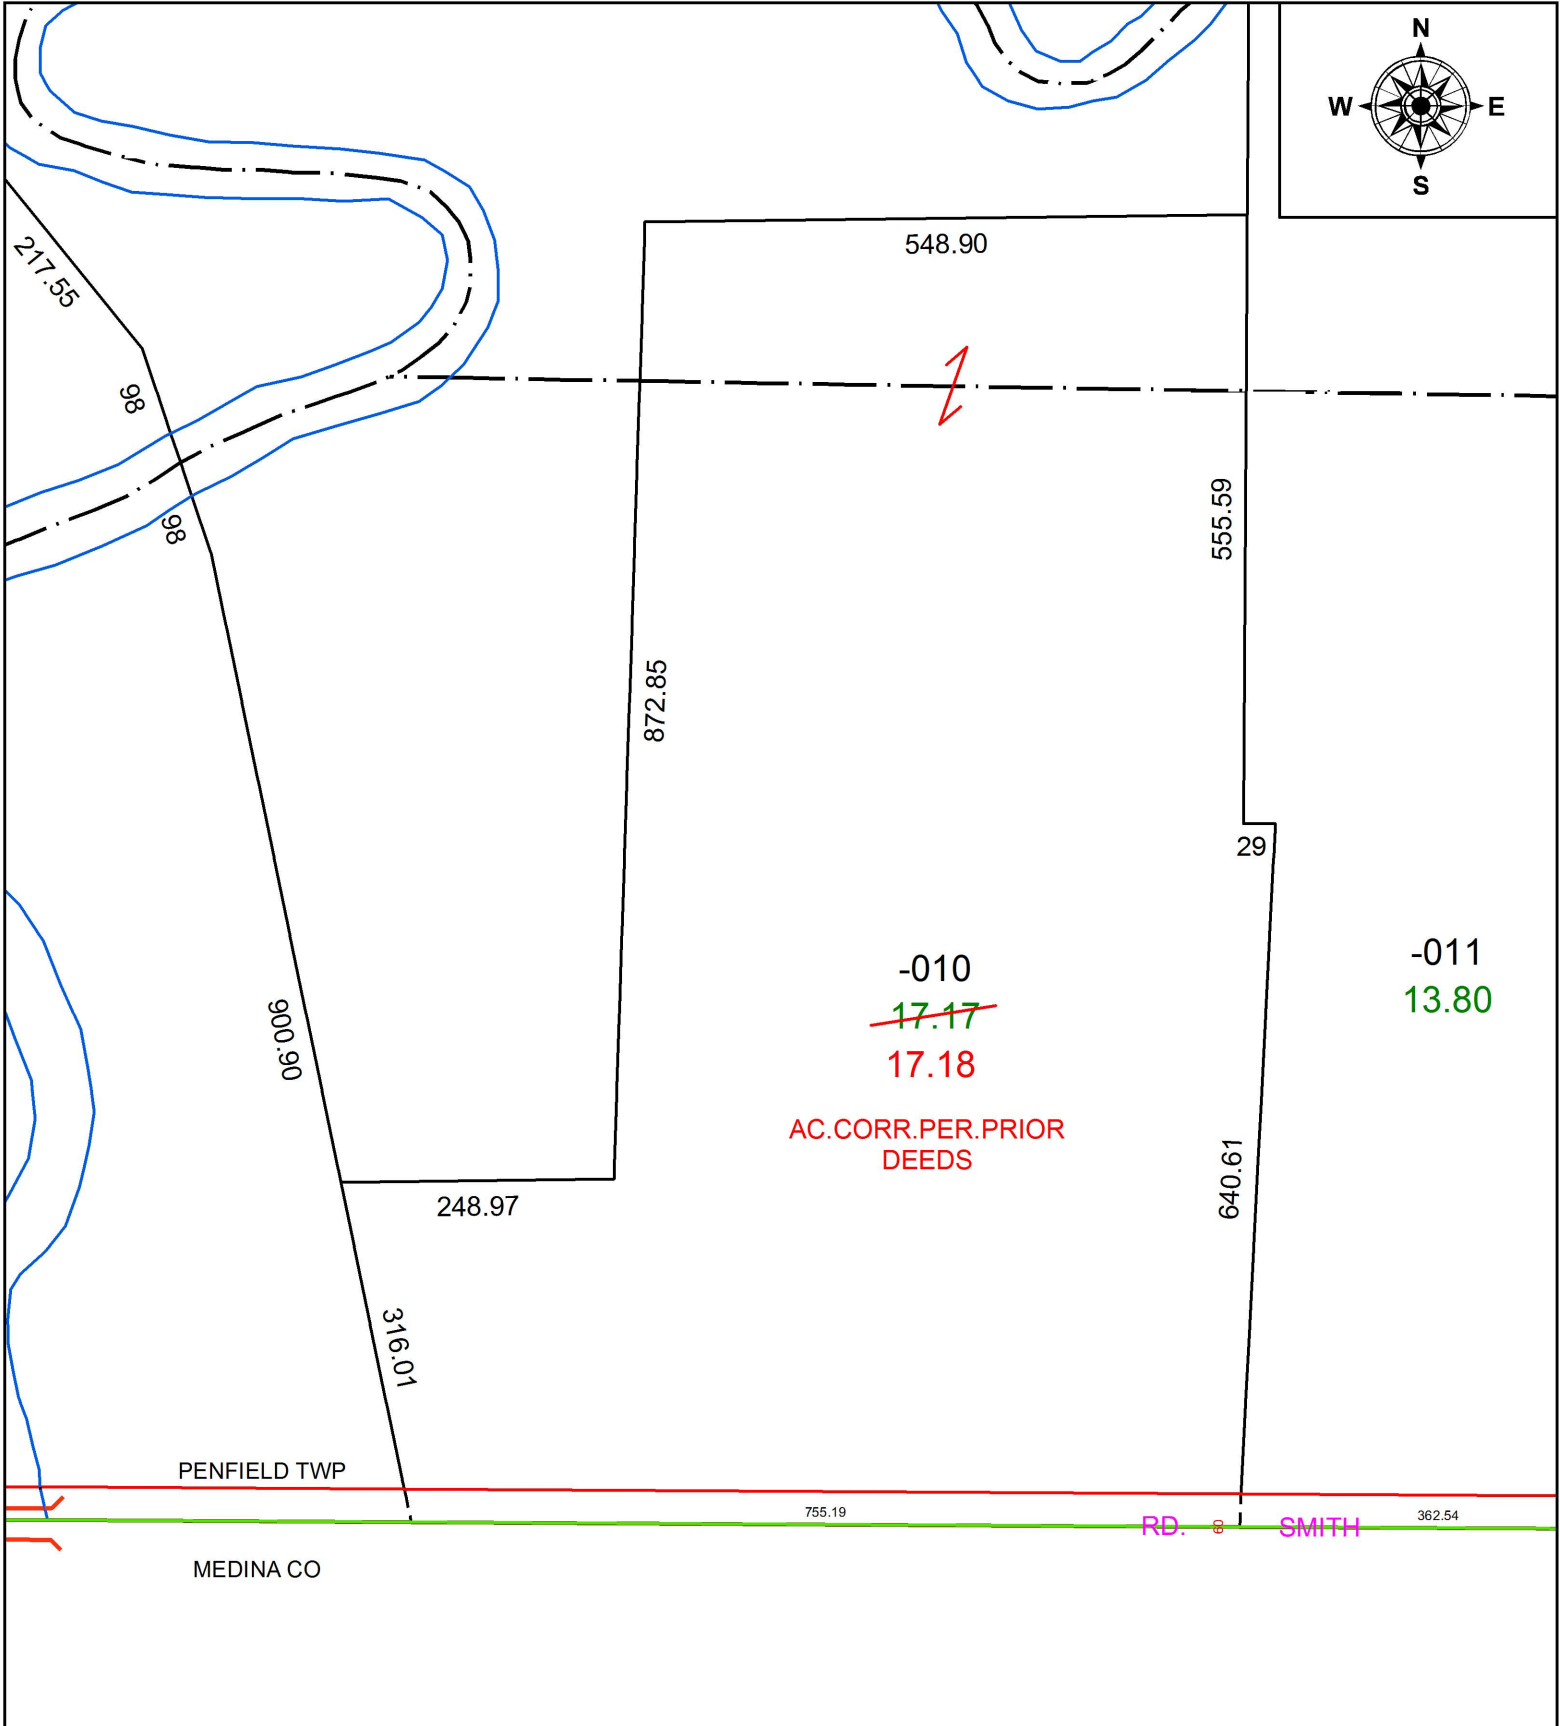 N
W E
S
548.90
217.55
98
98
555.59
872.85
29
-010
17.17
17.18
AC.CORR.PER.PRIOR
DEEDS
-011
13.80
900.90
640.61
248.97
316.01
PENFIELD TWP
755.19
RD. 60 SMITH
362.54
MEDINA CO